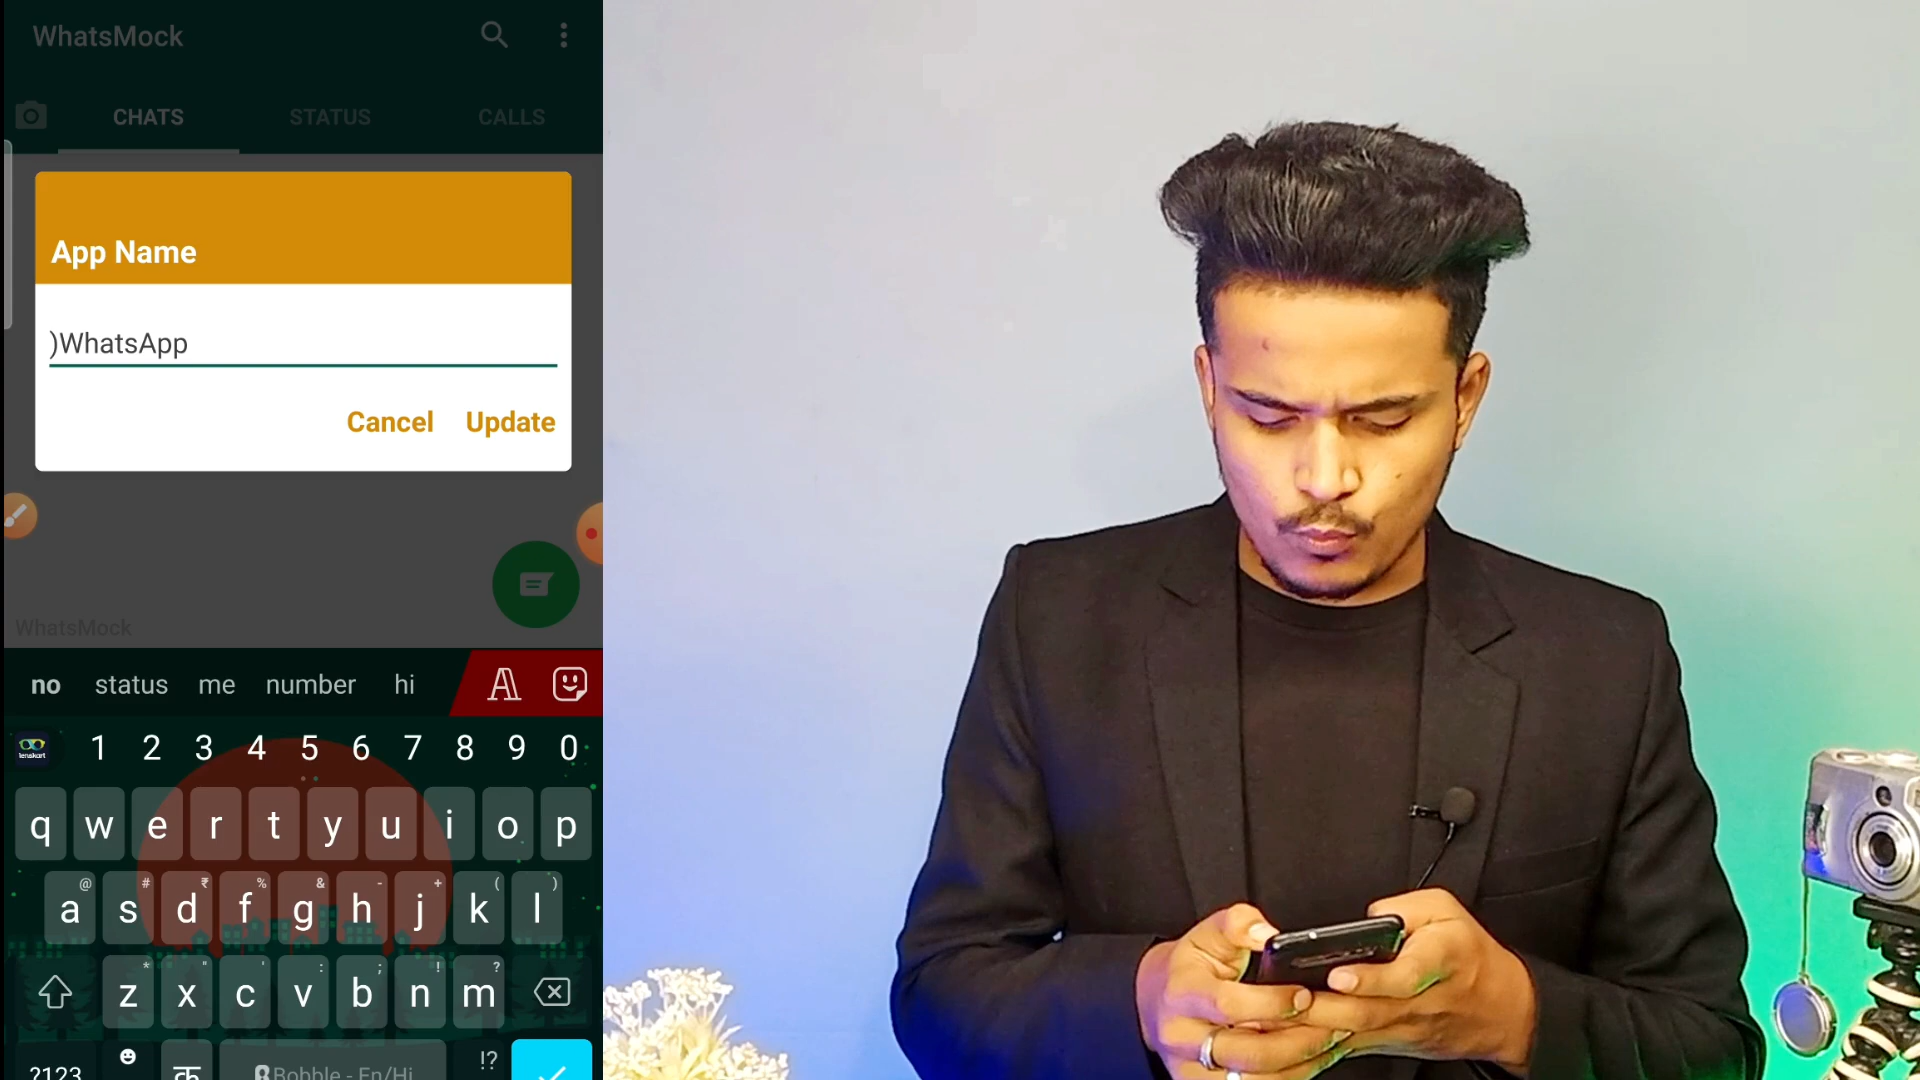 WhatsMock
CHATS STATUS CALLS
App Name
)WhatsApp
Cancel Update
WhatsMock
no status me number hi
lenskart 1 2 3 4 5 6 7 8 9 0
q w e r t y u i o p
@ # ₹ % & - + ( )
a s d f g h j k l
* " ' : ; ! ?
z x c v b n m
?123 क Bobble - En/Hi !?